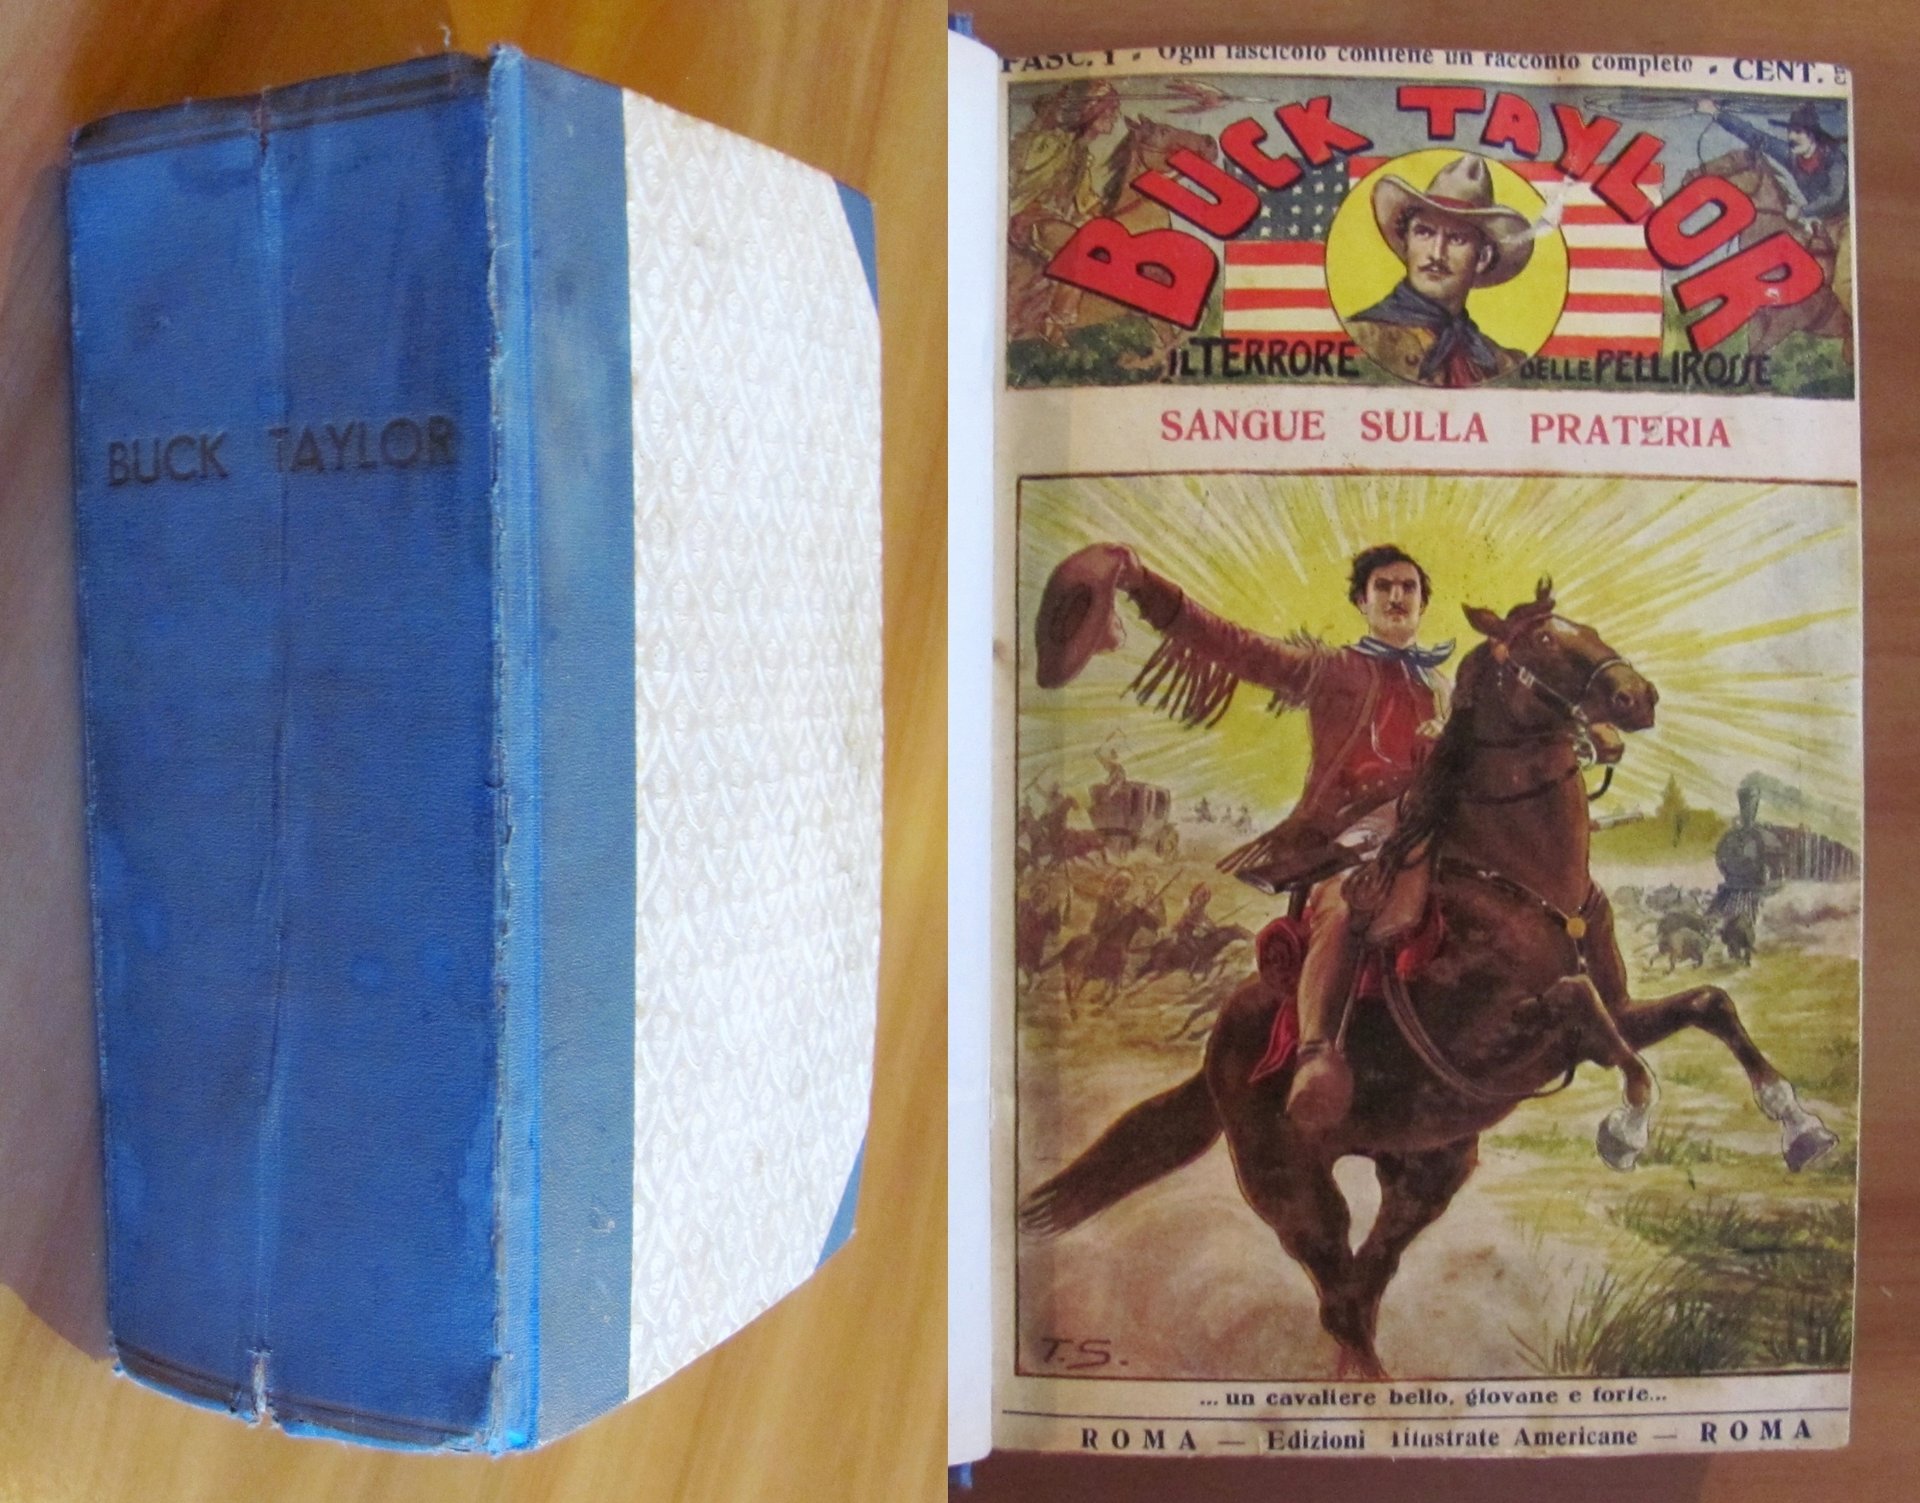 BUCK TAYLOR
FASC. 1 - Ogni fascicolo contiene un racconto completo - CENT.
BUCK TAYLOR
IL TERRORE DELLE PELLIROSSE
SANGUE SULLA PRATERIA
T.S.
... un cavaliere bello, giovane e forte...
ROMA — Edizioni Illustrate Americane — ROMA